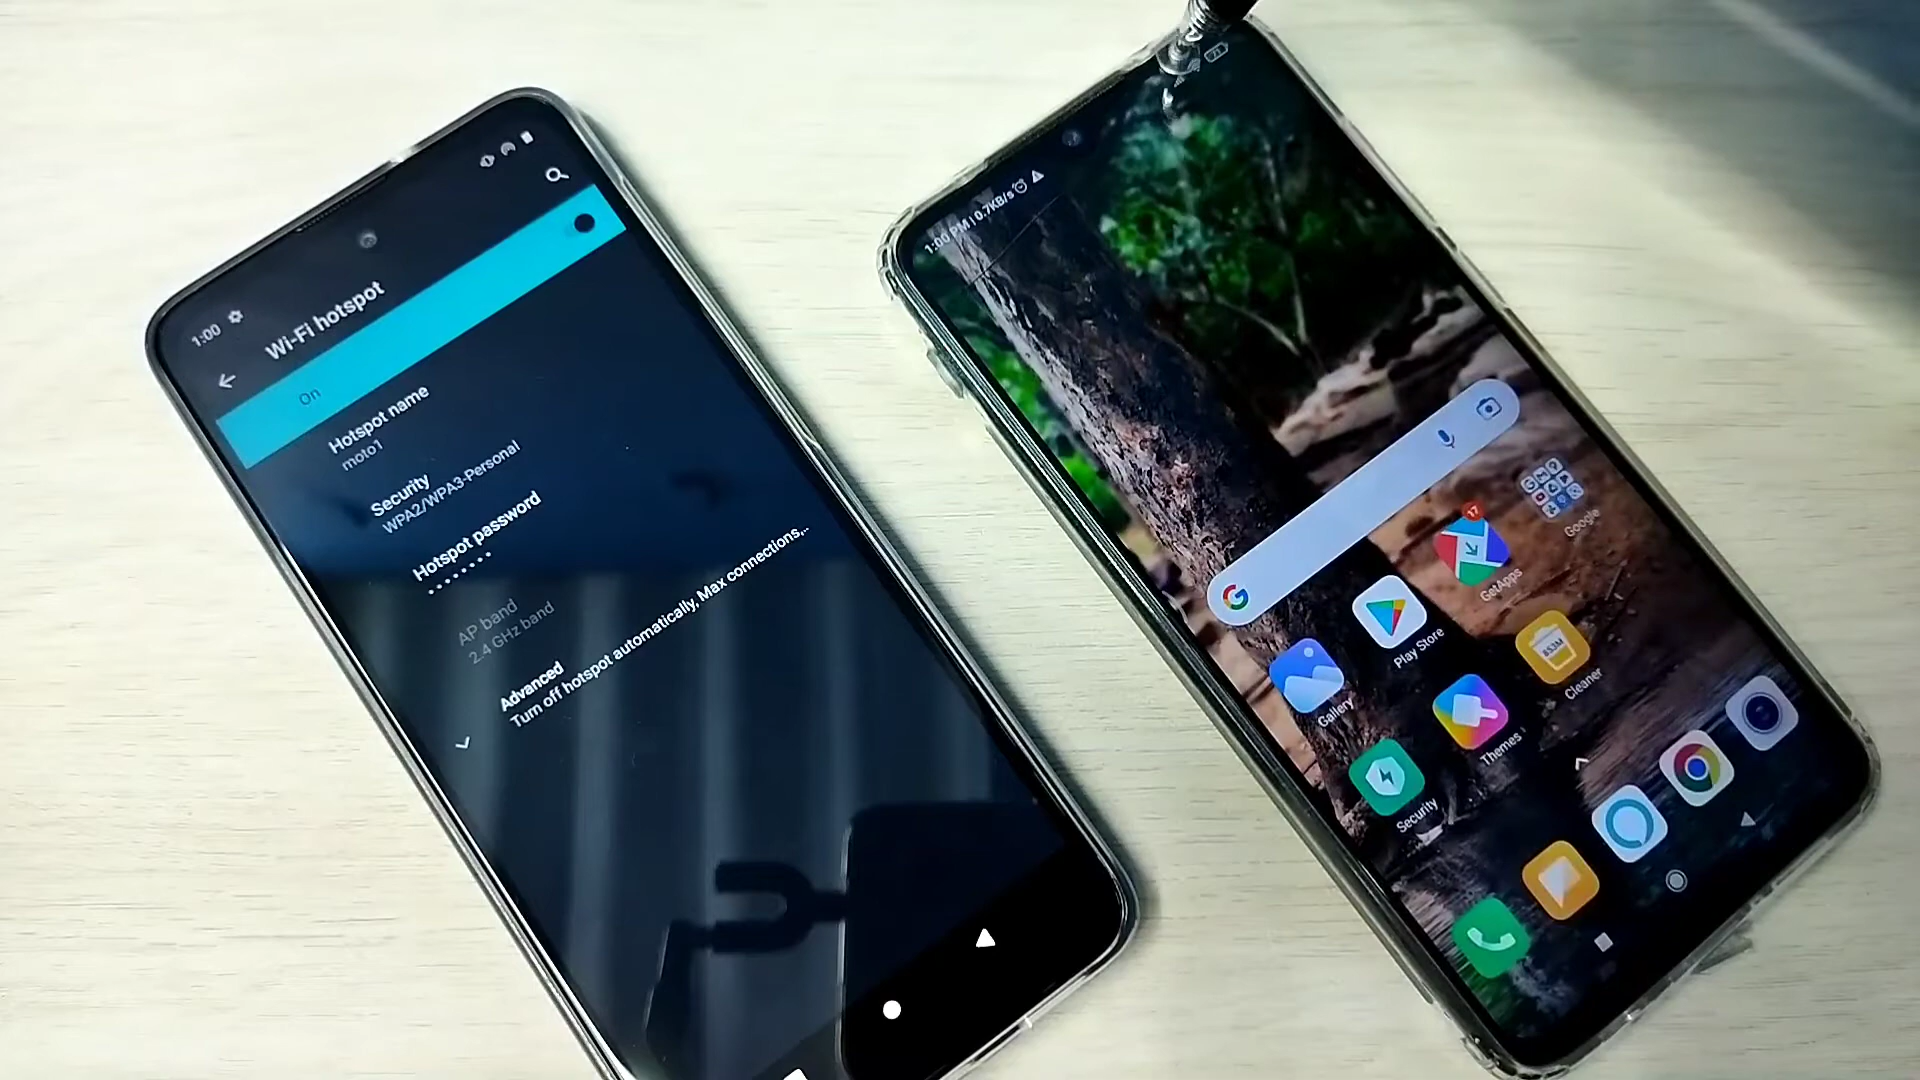 1:00
Wi-Fi hotspot
On
Hotspot name
moto1
Security
WPA2/WPA3-Personal
Hotspot password
••••••••
AP band
2.4 GHz band
Advanced
Turn off hotspot automatically, Max connections,..
1:00 PM | 0.7KB/s
Google
17
GetApps
Play Store
Gallery
853M
Cleaner
Themes
Security